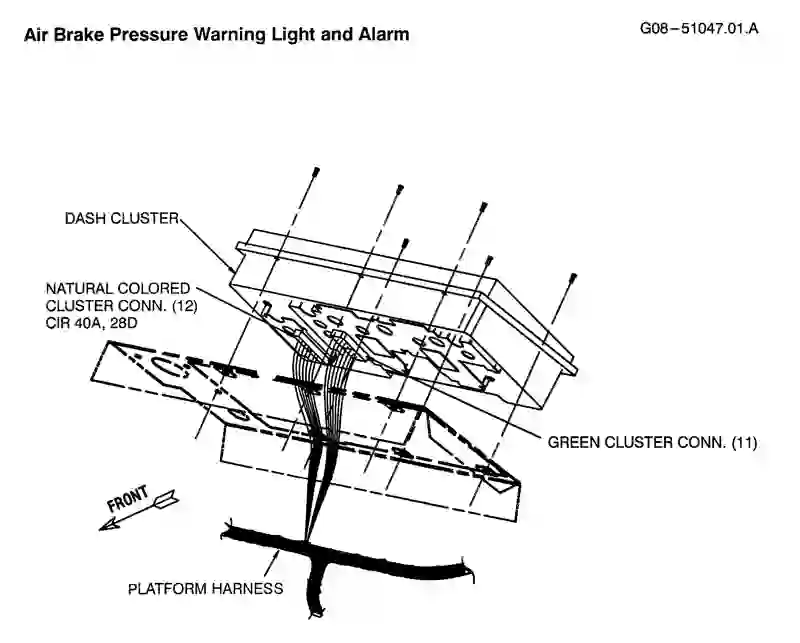 Air Brake Pressure Warning Light and Alarm
G08-51047.01.A
DASH CLUSTER
NATURAL COLORED
CLUSTER CONN. (12)
CIR 40A, 28D
GREEN CLUSTER CONN. (11)
FRONT
PLATFORM HARNESS